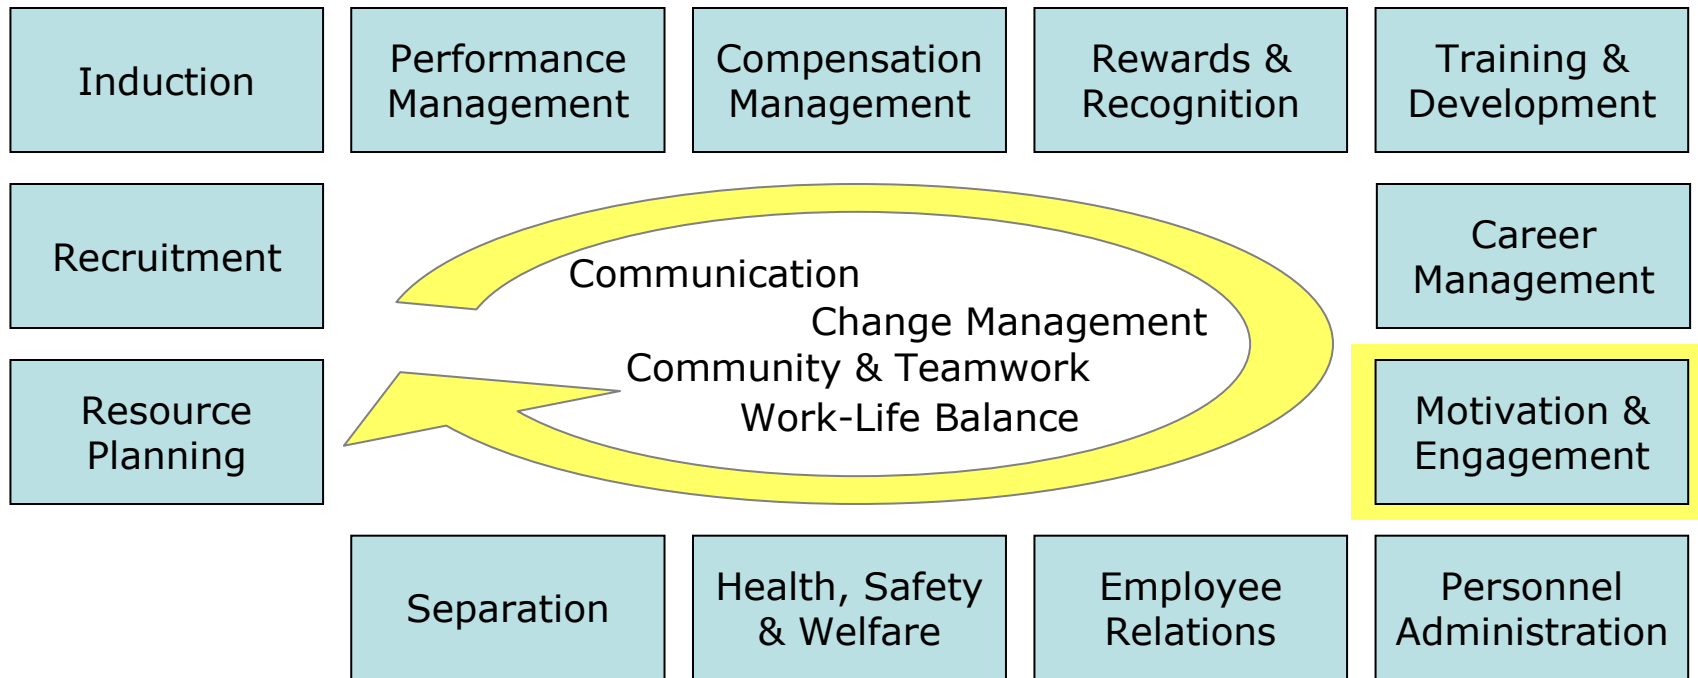 Induction
Performance
Management
Compensation
Management
Rewards &
Recognition
Training &
Development
Recruitment
Communication
Change Management
Community & Teamwork
Work-Life Balance
Career
Management
Resource
Planning
Motivation &
Engagement
Separation
Health, Safety
& Welfare
Employee
Relations
Personnel
Administration